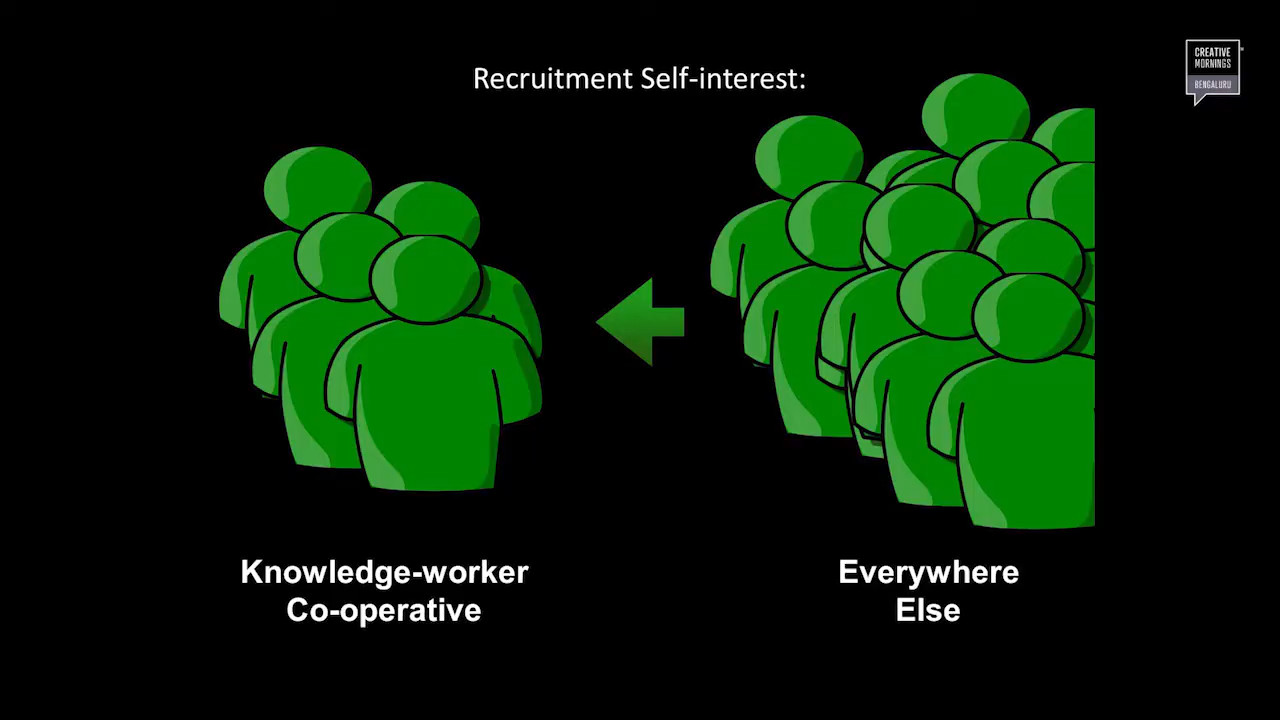 Recruitment Self-interest:
CREATIVE
MORNINGS
BENGALURU
Knowledge-worker
Co-operative
Everywhere
Else